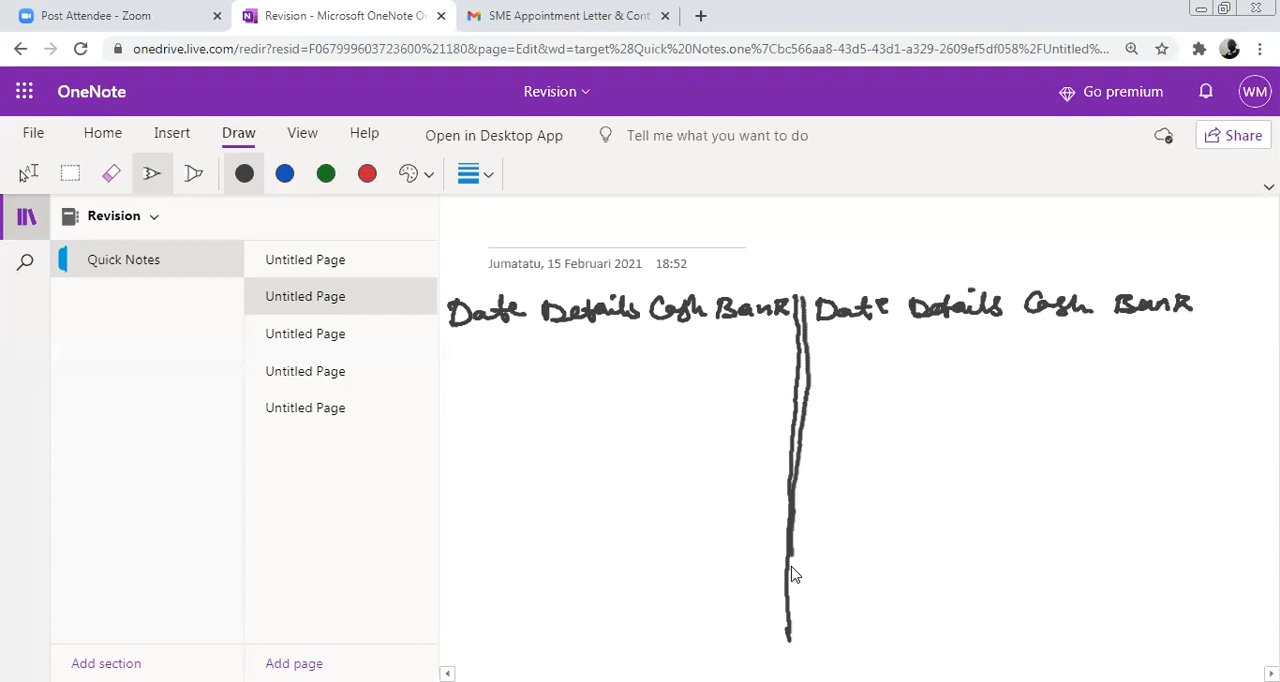 Post Attendee - Zoom
Revision - Microsoft OneNote O
SME Appointment Letter & Cont
onedrive.live.com/redir?resid=F067999603723600%21180&page=Edit&wd=target%28Quick%20Notes.one%7Cbc566aa8-43d5-43d1-a329-2609ef5df058%2FUntitled%...
OneNote
Revision
Go premium
WM
File Home Insert Draw View Help Open in Desktop App Tell me what you want to do Share
Revision
Quick Notes
Untitled Page
Untitled Page
Untitled Page
Untitled Page
Untitled Page
Add section
Add page
Jumatatu, 15 Februari 2021 18:52
Date Details Cash Bank Date Details Cash Bank